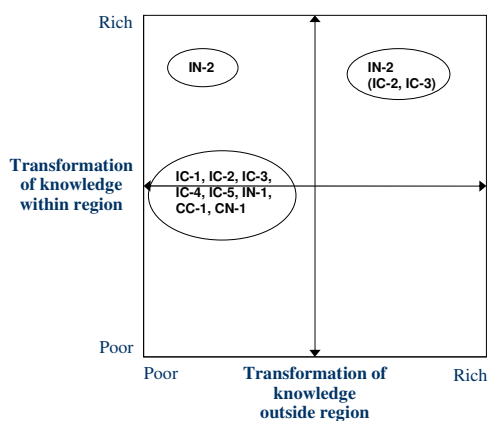 Rich
IN-2
IN-2
(IC-2, IC-3)
Transformation
of knowledge
within region
IC-1, IC-2, IC-3,
IC-4, IC-5, IN-1,
CC-1, CN-1
Poor
Poor
Transformation of
knowledge
outside region
Rich